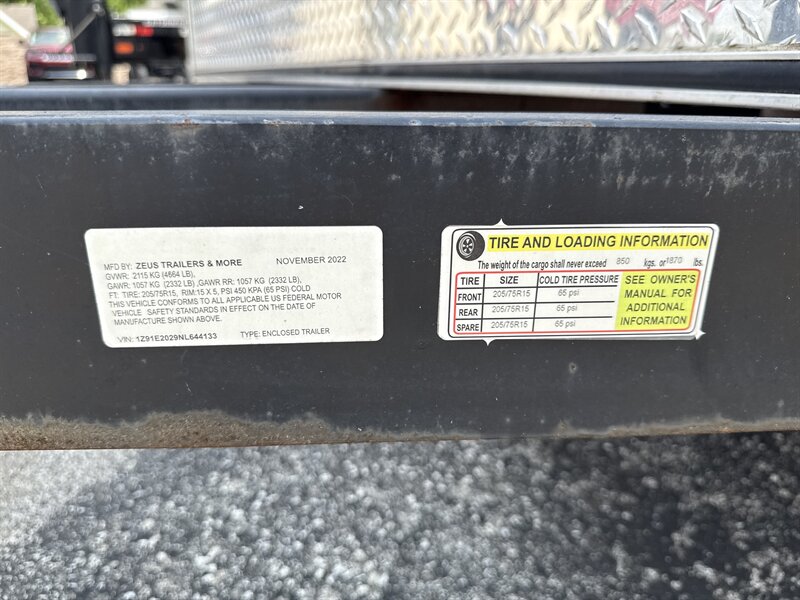 MFD BY: ZEUS TRAILERS & MORE NOVEMBER 2022
GVWR: 2115 KG (4664 LB)
GAWR: 1057 KG (2332 LB) ,GAWR RR: 1057 KG (2332 LB)
FT: TIRE: 205/75R15, RIM:15 X 5, PSI 450 KPA (65 PSI) COLD
THIS VEHICLE CONFORMS TO ALL APPLICABLE US FEDERAL MOTOR
VEHICLE SAFETY STANDARDS IN EFFECT ON THE DATE OF
MANUFACTURE SHOWN ABOVE.
VIN: 1Z91E2029NL644133 TYPE: ENCLOSED TRAILER
TIRE AND LOADING INFORMATION
The weight of the cargo shall never exceed 850 kgs. or 1870 lbs.
TIRE SIZE COLD TIRE PRESSURE
FRONT 205/75R15 65 psi
REAR 205/75R15 65 psi
SPARE 205/75R15 65 psi
SEE OWNER'S
MANUAL FOR
ADDITIONAL
INFORMATION